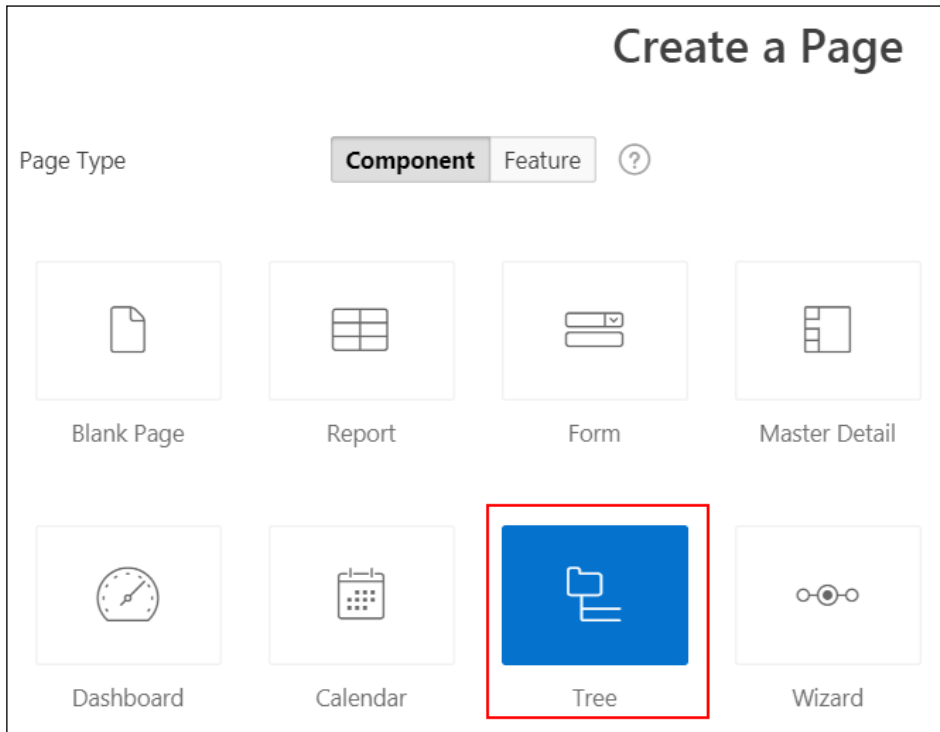 Create a Page
Page Type Component Feature ?
Blank Page Report Form Master Detail
Dashboard Calendar Tree Wizard